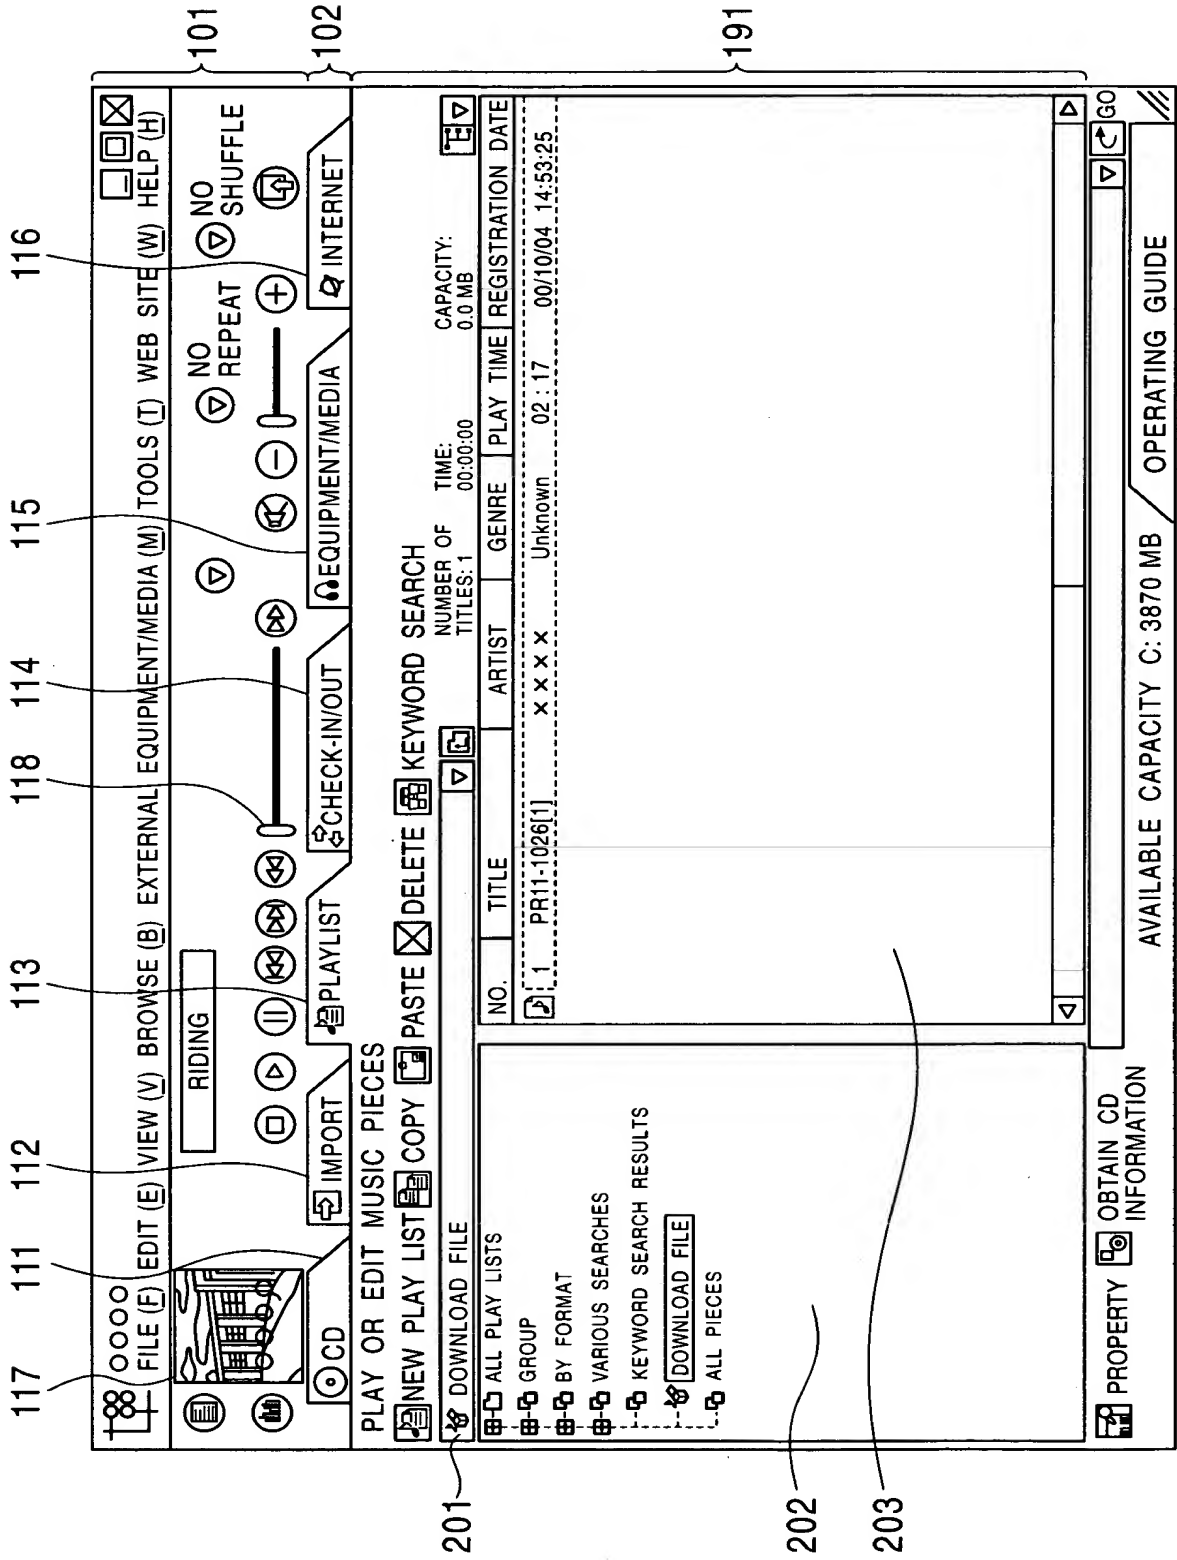 117
111
112
113
118
114
115
116
○○○○
FILE (F) EDIT (E) VIEW (V) BROWSE (B) EXTERNAL EQUIPMENT/MEDIA (M) TOOLS (T) WEB SITE (W) HELP (H)
101
RIDING
NO
REPEAT
NO
SHUFFLE
CD
IMPORT
PLAYLIST
CHECK-IN/OUT
EQUIPMENT/MEDIA
INTERNET
102
PLAY OR EDIT MUSIC PIECES
NEW PLAY LIST COPY PASTE DELETE KEYWORD SEARCH
201
DOWNLOAD FILE
NUMBER OF
TITLES: 1
TIME:
00:00:00
CAPACITY:
0.0 MB
ALL PLAY LISTS
GROUP
BY FORMAT
VARIOUS SEARCHES
KEYWORD SEARCH RESULTS
DOWNLOAD FILE
ALL PIECES
NO. TITLE ARTIST GENRE PLAY TIME REGISTRATION DATE
1 PR11-1026[1] ×××× Unknown 02 : 17 00/10/04 14:53:25
191
202
203
GO
PROPERTY
OBTAIN CD
INFORMATION
AVAILABLE CAPACITY C: 3870 MB
OPERATING GUIDE